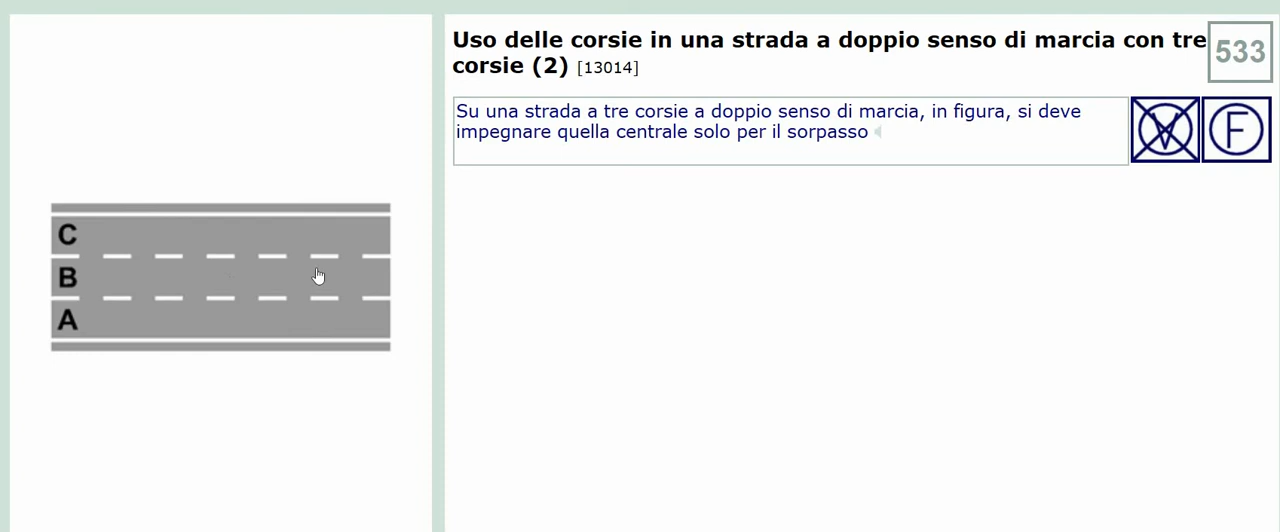 Uso delle corsie in una strada a doppio senso di marcia con tre
corsie (2) [13014]
533
Su una strada a tre corsie a doppio senso di marcia, in figura, si deve
impegnare quella centrale solo per il sorpasso
V
F
C
B
A